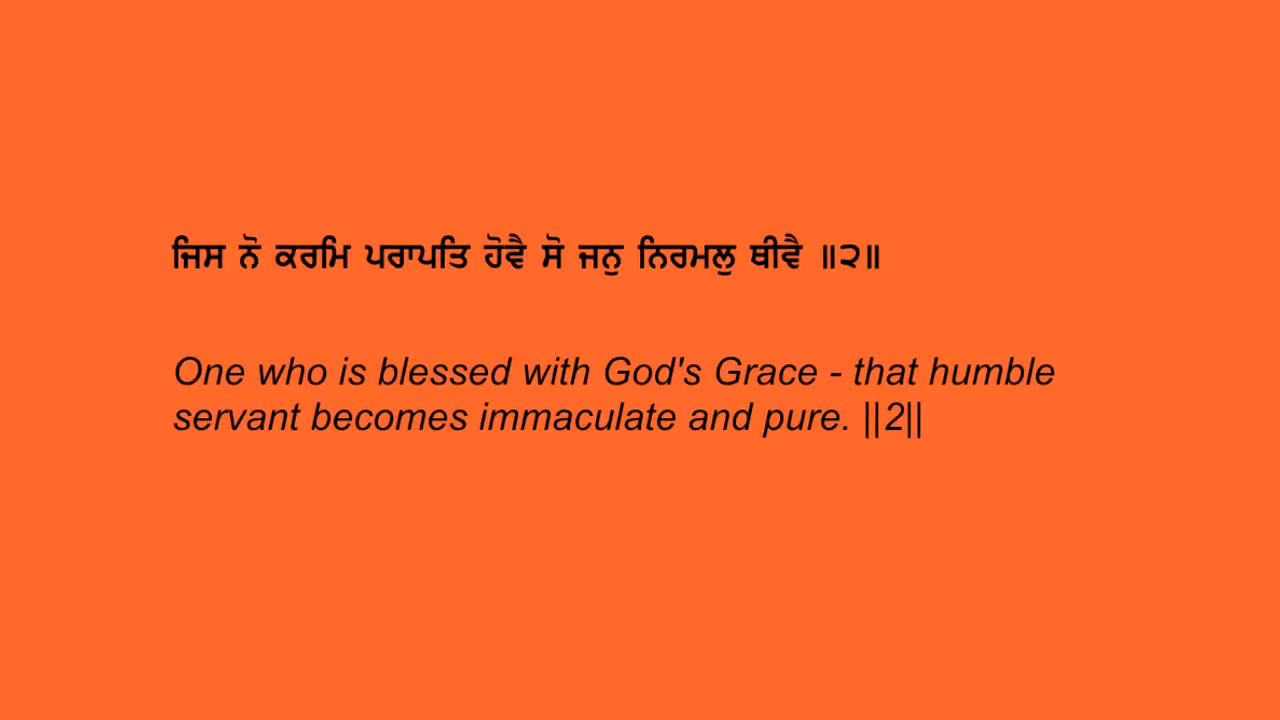 ਜਿਸ ਨੋ ਕਰਮਿ ਪਰਾਪਤਿ ਹੋਵੈ ਸੋ ਜਨੁ ਨਿਰਮਲੁ ਥੀਵੈ ॥੨॥
One who is blessed with God's Grace - that humble
servant becomes immaculate and pure. ||2||